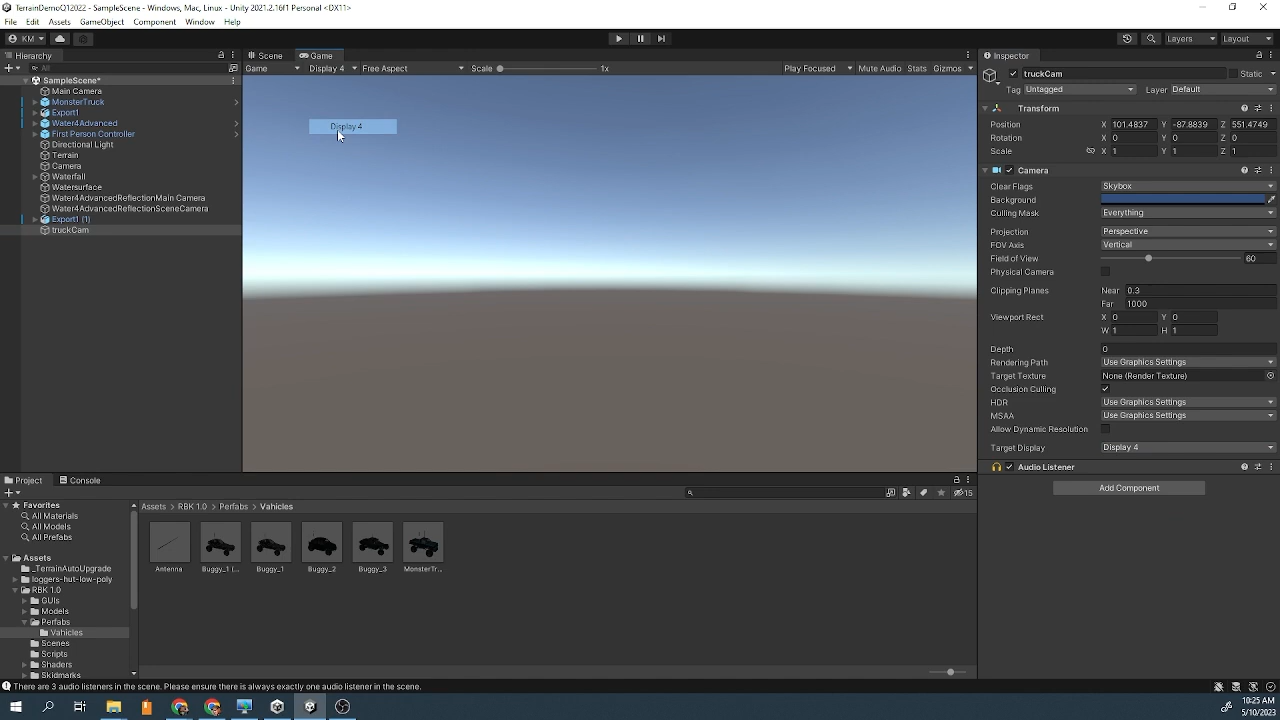 TerrainDemoQ12022 - SampleScene - Windows, Mac, Linux - Unity 2021.2.16f1 Personal <DX11>
File Edit Assets GameObject Component Window Help
KM Layers Layout
Hierarchy
All
SampleScene*
Main Camera
MonsterTruck
Export1
Water4Advanced
First Person Controller
Directional Light
Terrain
Camera
Waterfall
Watersurface
Water4AdvancedReflectionMain Camera
Water4AdvancedReflectionSceneCamera
Export1 (1)
truckCam
Scene Game
Game Display 4 Free Aspect Scale 1x Play Focused Mute Audio Stats Gizmos
Display 4
Inspector
truckCam Static
Tag Untagged Layer Default
Transform
Position X 101.4837 Y -87.8839 Z 551.4749
Rotation X 0 Y 0 Z 0
Scale X 1 Y 1 Z 1
Camera
Clear Flags Skybox
Background
Culling Mask Everything
Projection Perspective
FOV Axis Vertical
Field of View 60
Physical Camera
Clipping Planes Near 0.3
Far 1000
Viewport Rect X 0 Y 0
W 1 H 1
Depth 0
Rendering Path Use Graphics Settings
Target Texture None (Render Texture)
Occlusion Culling
HDR Use Graphics Settings
MSAA Use Graphics Settings
Allow Dynamic Resolution
Target Display Display 4
Audio Listener
Add Component
Project Console
15
Favorites
All Materials
All Models
All Prefabs
Assets
_TerrainAutoUpgrade
loggers-hut-low-poly
RBK 1.0
GUIs
Models
Perfabs
Vahicles
Scenes
Scripts
Shaders
Skidmarks
Assets > RBK 1.0 > Perfabs > Vahicles
Antenna Buggy_1 (... Buggy_1 Buggy_2 Buggy_3 MonsterTr...
There are 3 audio listeners in the scene. Please ensure there is always exactly one audio listener in the scene.
10:25 AM
5/10/2023